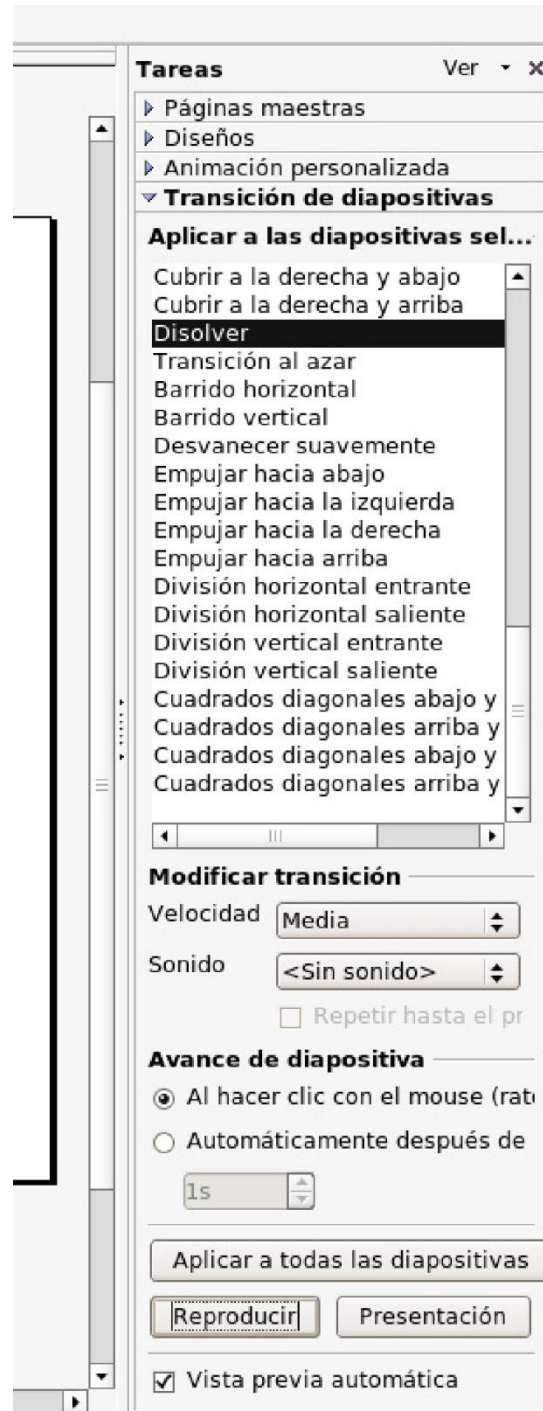 Tareas Ver
Páginas maestras
Diseños
Animación personalizada
Transición de diapositivas
Aplicar a las diapositivas sel...
Cubrir a la derecha y abajo
Cubrir a la derecha y arriba
Disolver
Transición al azar
Barrido horizontal
Barrido vertical
Desvanecer suavemente
Empujar hacia abajo
Empujar hacia la izquierda
Empujar hacia la derecha
Empujar hacia arriba
División horizontal entrante
División horizontal saliente
División vertical entrante
División vertical saliente
Cuadrados diagonales abajo y
Cuadrados diagonales arriba y
Cuadrados diagonales abajo y
Cuadrados diagonales arriba y
Modificar transición
Velocidad Media
Sonido <Sin sonido>
Repetir hasta el pr
Avance de diapositiva
Al hacer clic con el mouse (rat
Automáticamente después de
1s
Aplicar a todas las diapositivas
Reproducir Presentación
Vista previa automática